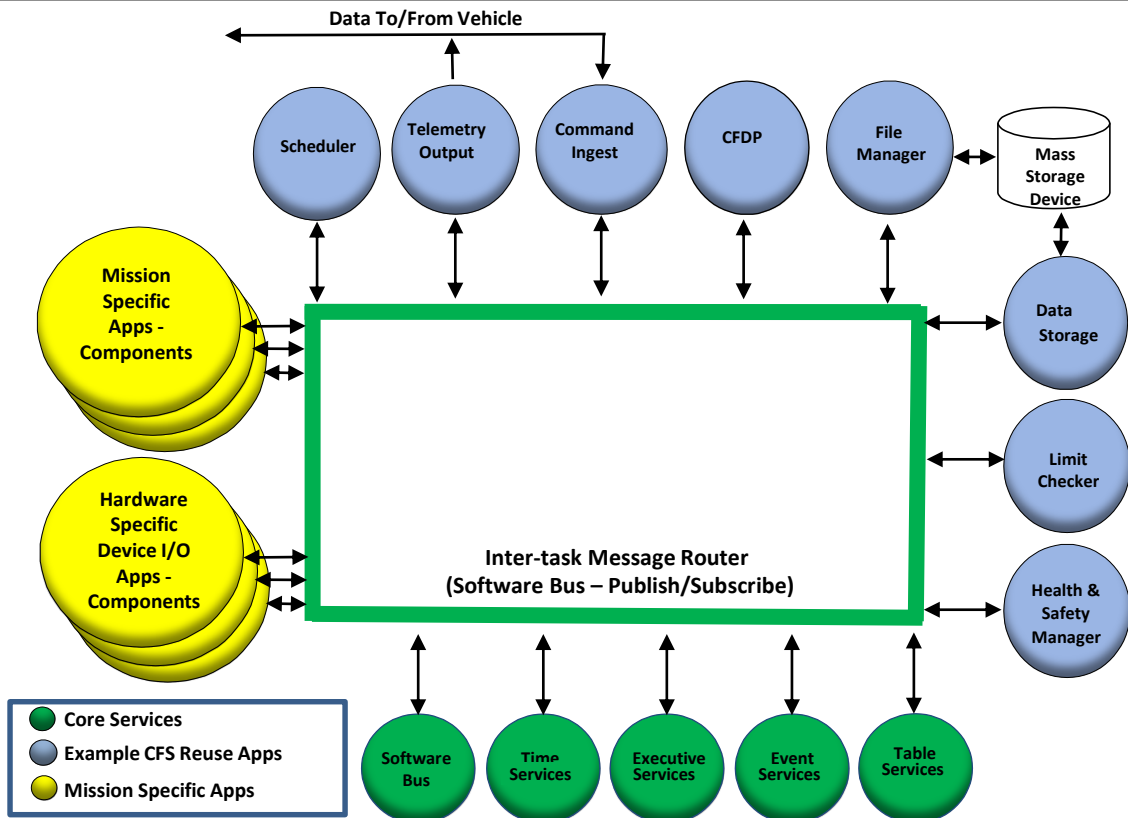 Data To/From Vehicle
Scheduler
Telemetry
Output
Command
Ingest
CFDP
File
Manager
Mass
Storage
Device
Mission
Specific
Apps -
Components
Data
Storage
Limit
Checker
Hardware
Specific
Device I/O
Apps -
Components
Inter-task Message Router
(Software Bus – Publish/Subscribe)
Health &
Safety
Manager
Core Services
Example CFS Reuse Apps
Mission Specific Apps
Software
Bus
Time
Services
Executive
Services
Event
Services
Table
Services